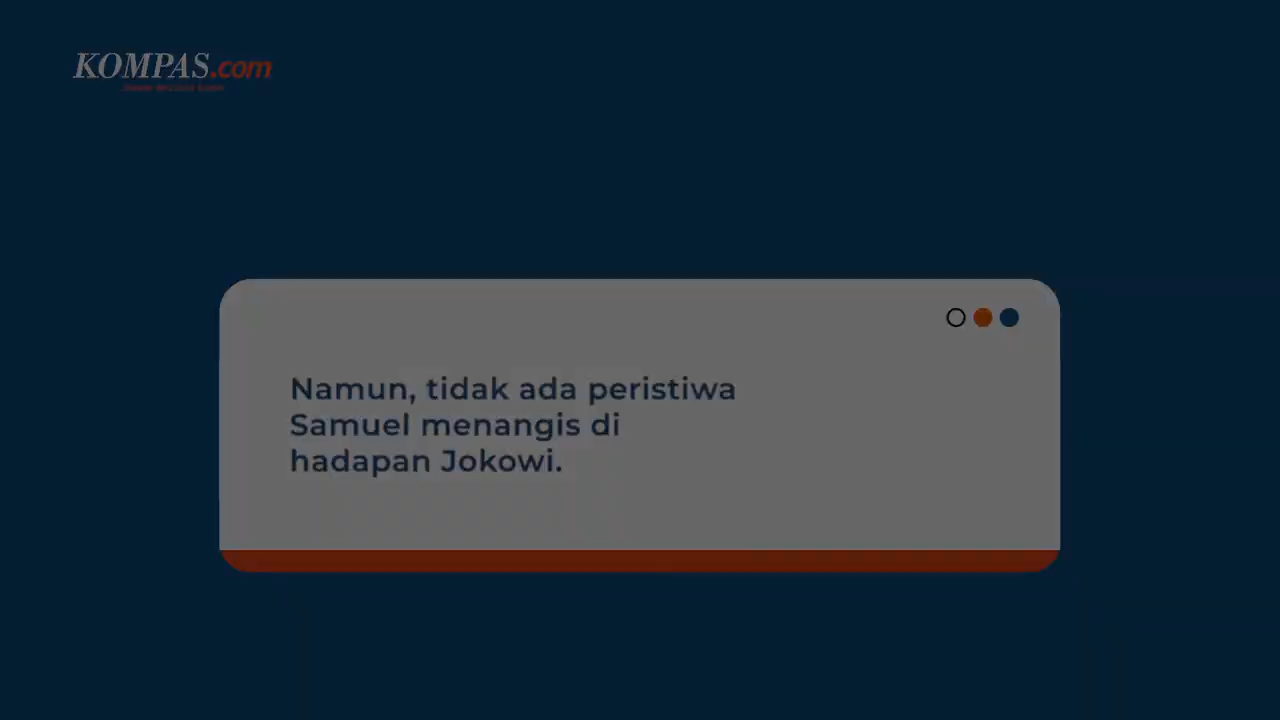 KOMPAS.com
Namun, tidak ada peristiwa
Samuel menangis di
hadapan Jokowi.